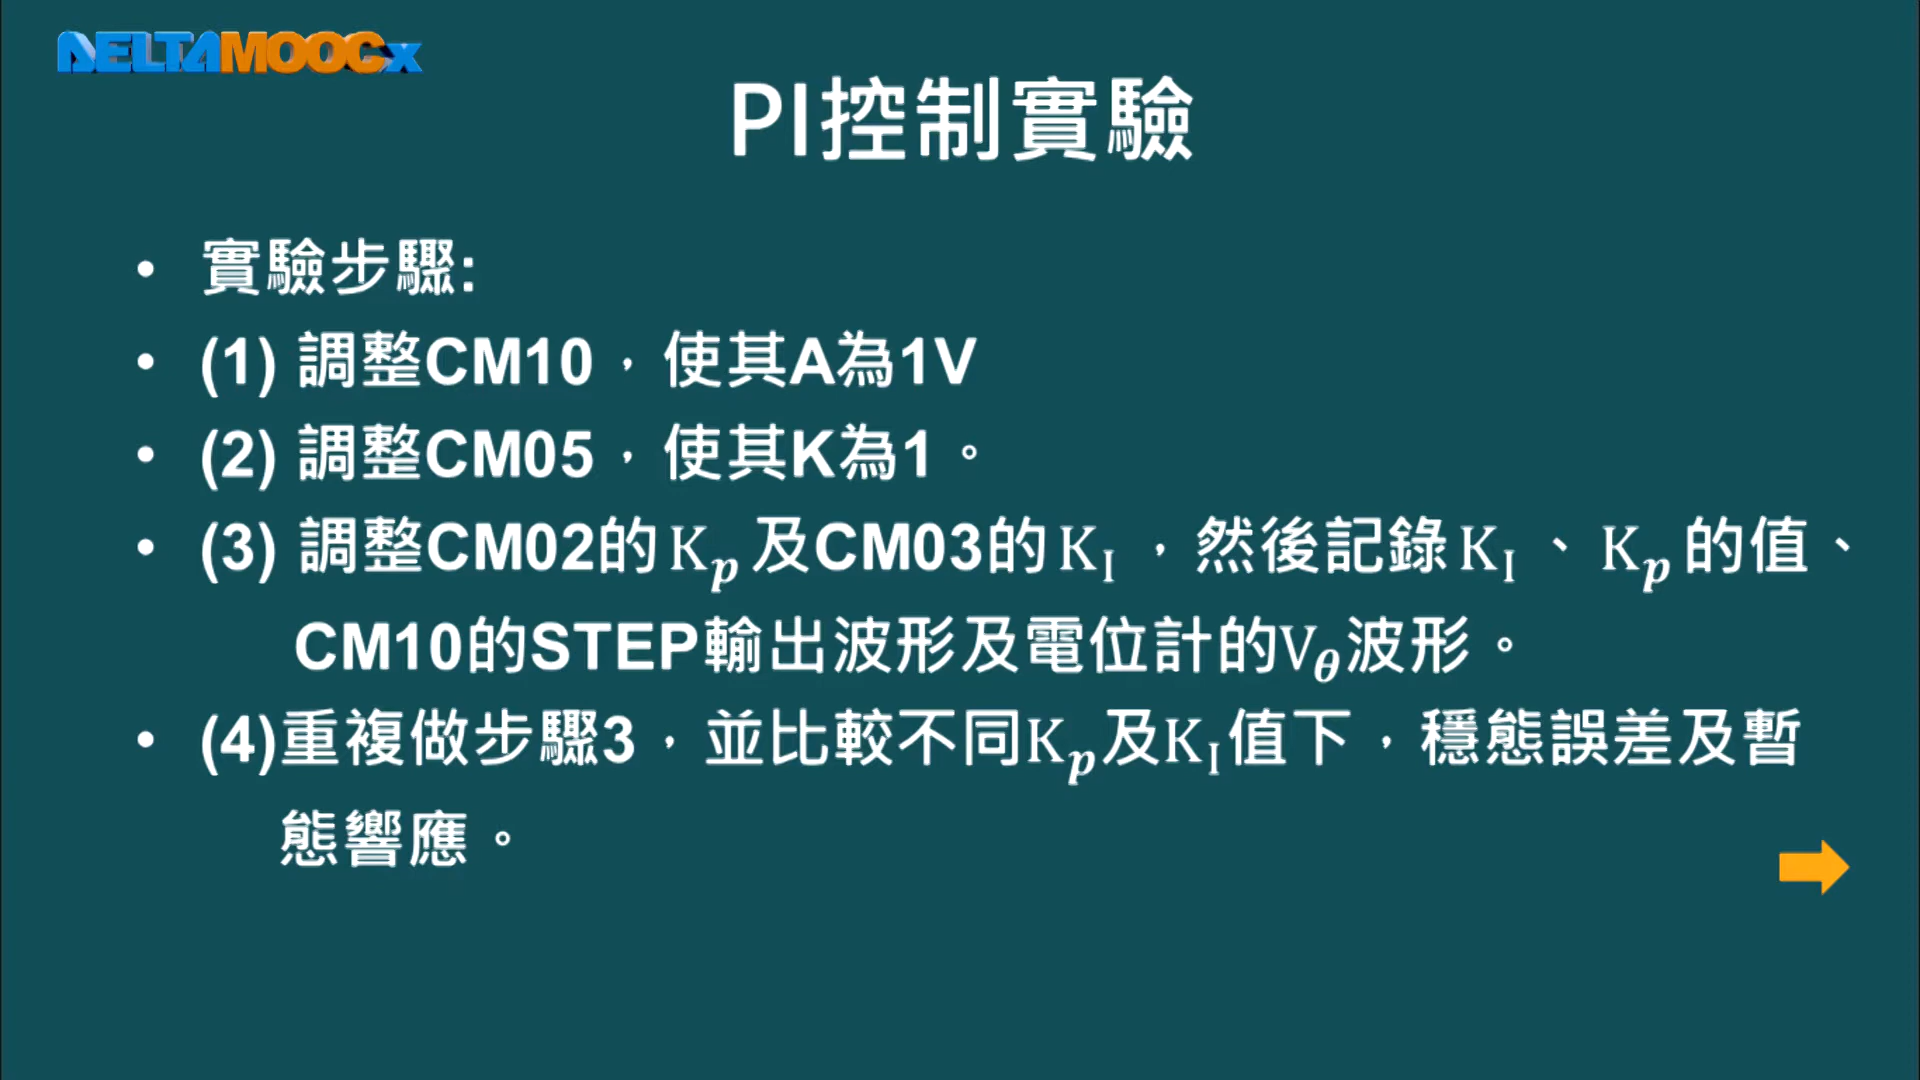 DELTAMOOCx
PI控制實驗
• 實驗步驟:
• (1) 調整CM10，使其A為1V
• (2) 調整CM05，使其K為1。
• (3) 調整CM02的Kₚ及CM03的K_I，然後記錄K_I、Kₚ的值、
CM10的STEP輸出波形及電位計的V_θ波形。
• (4)重複做步驟3，並比較不同Kₚ及K_I值下，穩態誤差及暫
態響應。